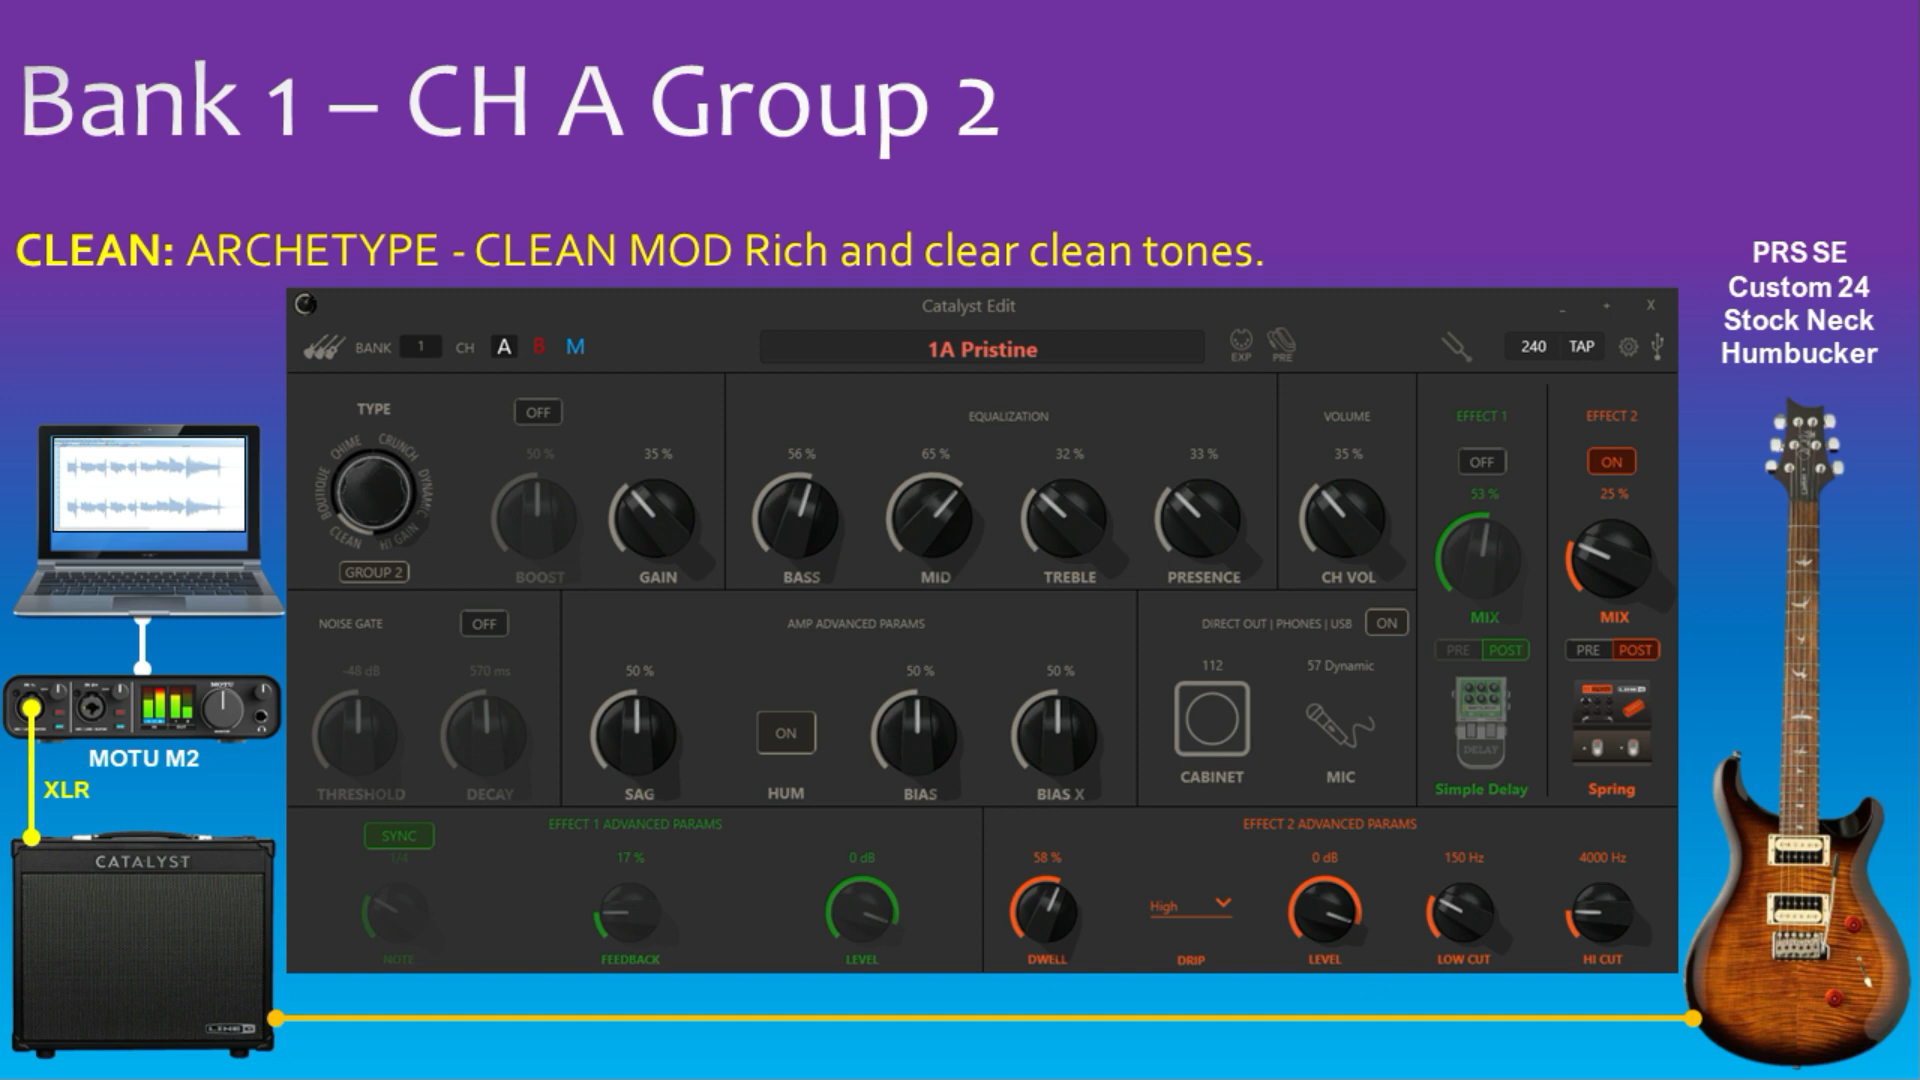 Bank 1 – CH A Group 2
CLEAN: ARCHETYPE - CLEAN MOD Rich and clear clean tones.
PRS SE
Custom 24
Stock Neck
Humbucker
Catalyst Edit
BANK 1 CH A B M
1A Pristine
EXP PRE
240 TAP
TYPE
CHIME CRUNCH
BOUTIQUE DYNAMIC
CLEAN HI GAIN
GROUP 2
OFF
50 %
BOOST
35 %
GAIN
EQUALIZATION
56 % 65 % 32 % 33 %
BASS MID TREBLE PRESENCE
VOLUME
35 %
CH VOL
EFFECT 1
OFF
53 %
MIX
PRE POST
DELAY
Simple Delay
EFFECT 2
ON
25 %
MIX
PRE POST
Spring
NOISE GATE OFF
-48 dB 570 ms
THRESHOLD DECAY
AMP ADVANCED PARAMS
50 % 50 % 50 %
ON
SAG HUM BIAS BIAS X
DIRECT OUT | PHONES | USB ON
112 57 Dynamic
CABINET MIC
EFFECT 1 ADVANCED PARAMS
SYNC
1/4 17 % 0 dB
NOTE FEEDBACK LEVEL
EFFECT 2 ADVANCED PARAMS
58 % 0 dB 150 Hz 4000 Hz
High
DWELL DRIP LEVEL LOW CUT HI CUT
MOTU
MOTU M2
XLR
CATALYST
LINE 6